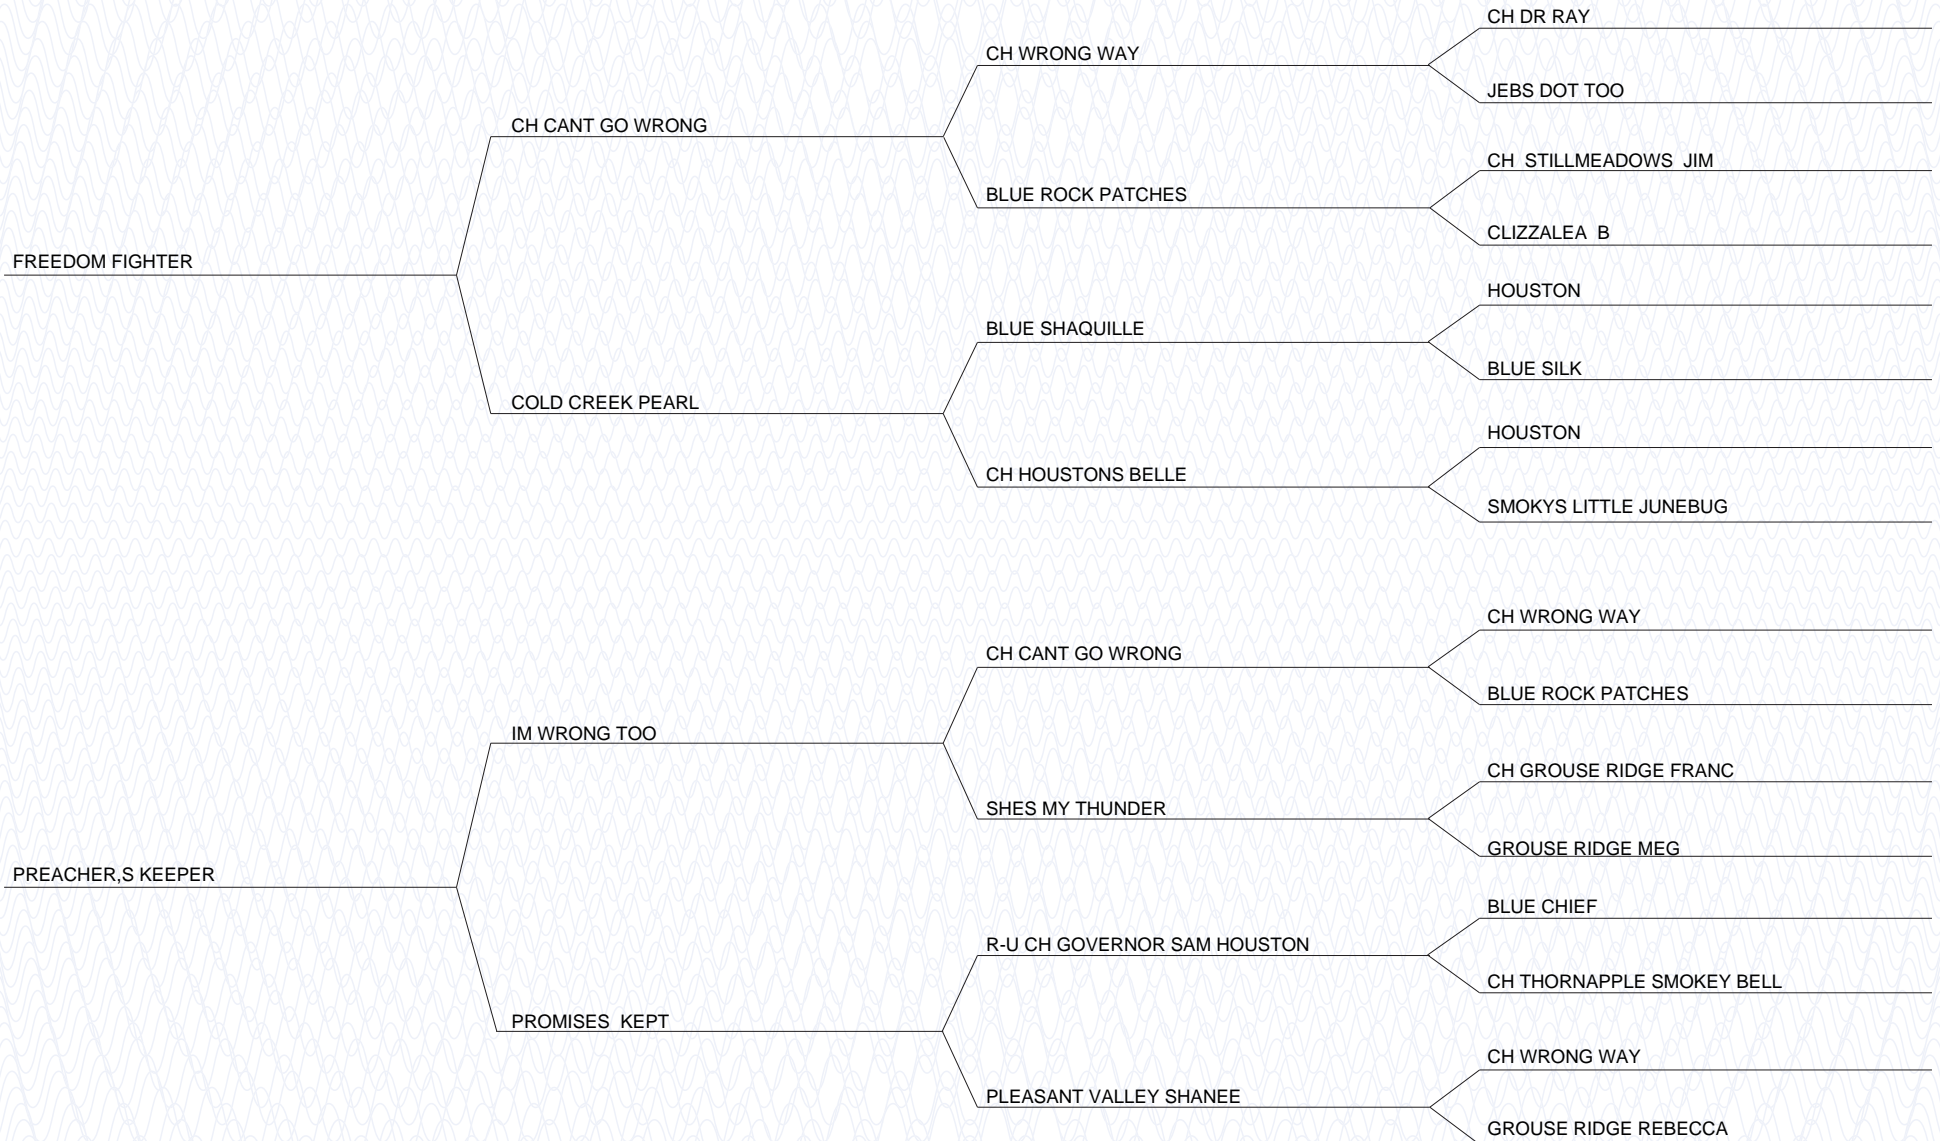 CH DR RAY
CH WRONG WAY
JEBS DOT TOO
CH CANT GO WRONG
CH  STILLMEADOWS  JIM
BLUE ROCK PATCHES
CLIZZALEA  B
FREEDOM FIGHTER
HOUSTON
BLUE SHAQUILLE
BLUE SILK
COLD CREEK PEARL
HOUSTON
CH HOUSTONS BELLE
SMOKYS LITTLE JUNEBUG
CH WRONG WAY
CH CANT GO WRONG
BLUE ROCK PATCHES
IM WRONG TOO
CH GROUSE RIDGE FRANC
SHES MY THUNDER
GROUSE RIDGE MEG
PREACHER,S KEEPER
BLUE CHIEF
R-U CH GOVERNOR SAM HOUSTON
CH THORNAPPLE SMOKEY BELL
PROMISES  KEPT
CH WRONG WAY
PLEASANT VALLEY SHANEE
GROUSE RIDGE REBECCA